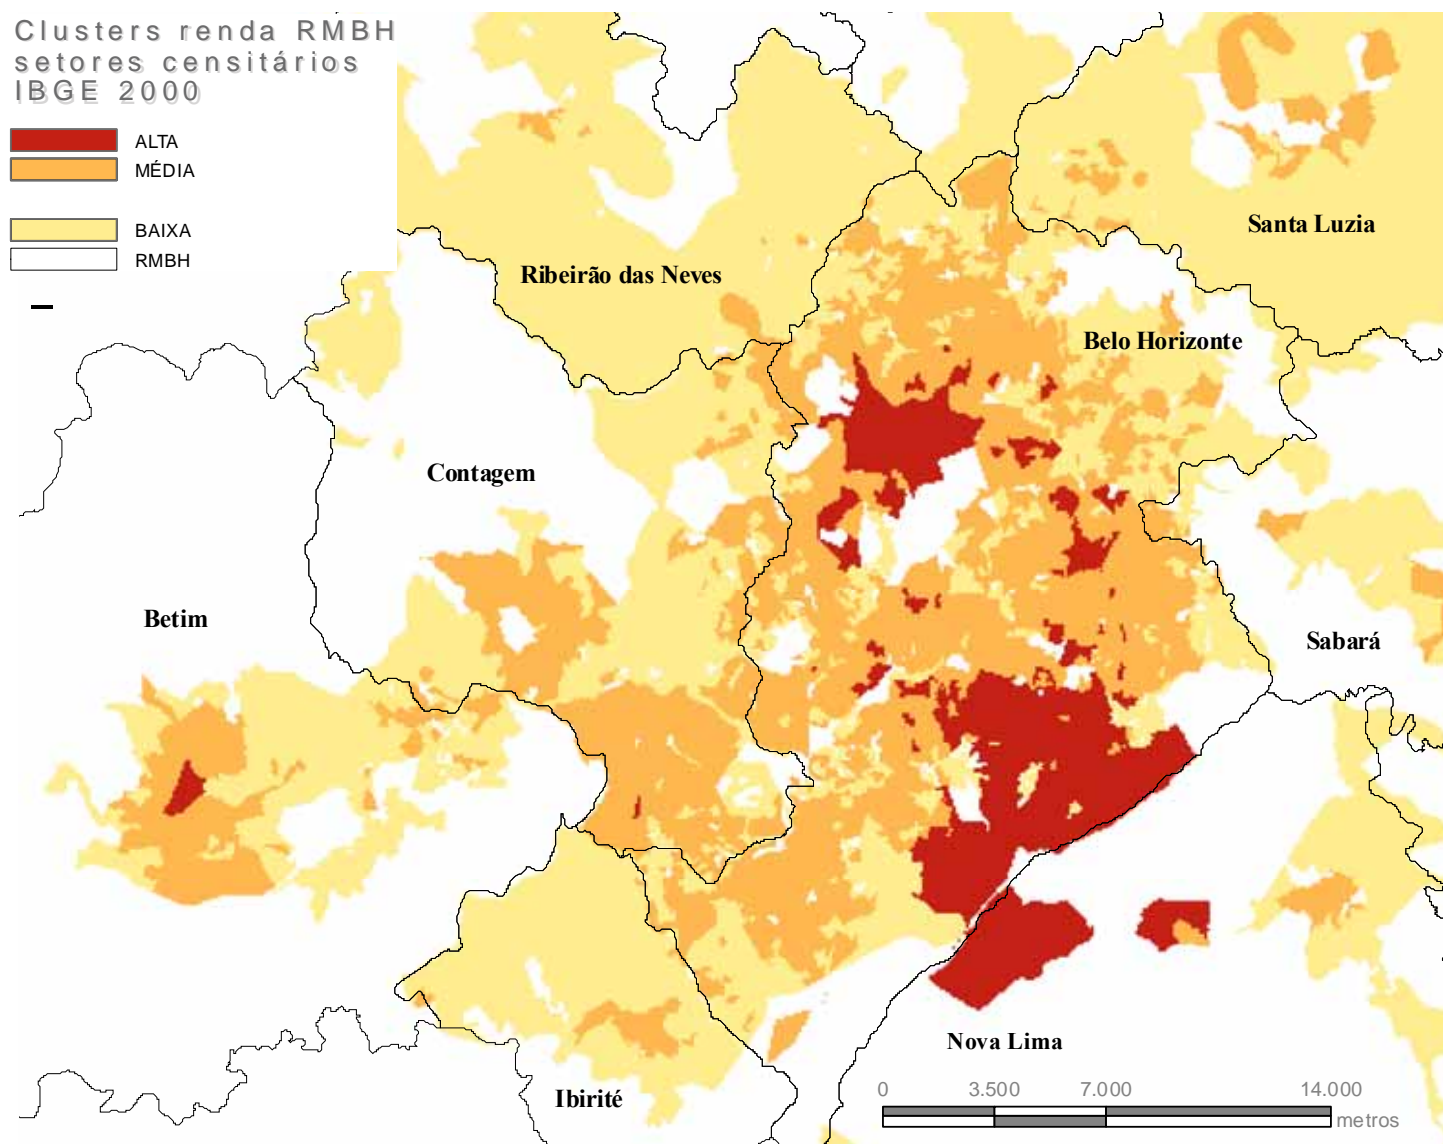 Clusters renda RMBH
setores censitários
IBGE 2000
ALTA
MÉDIA
BAIXA
RMBH
Santa Luzia
Ribeirão das Neves
Belo Horizonte
Contagem
Betim
Sabará
Nova Lima
Ibirité
0 3.500 7.000 14.000
metros